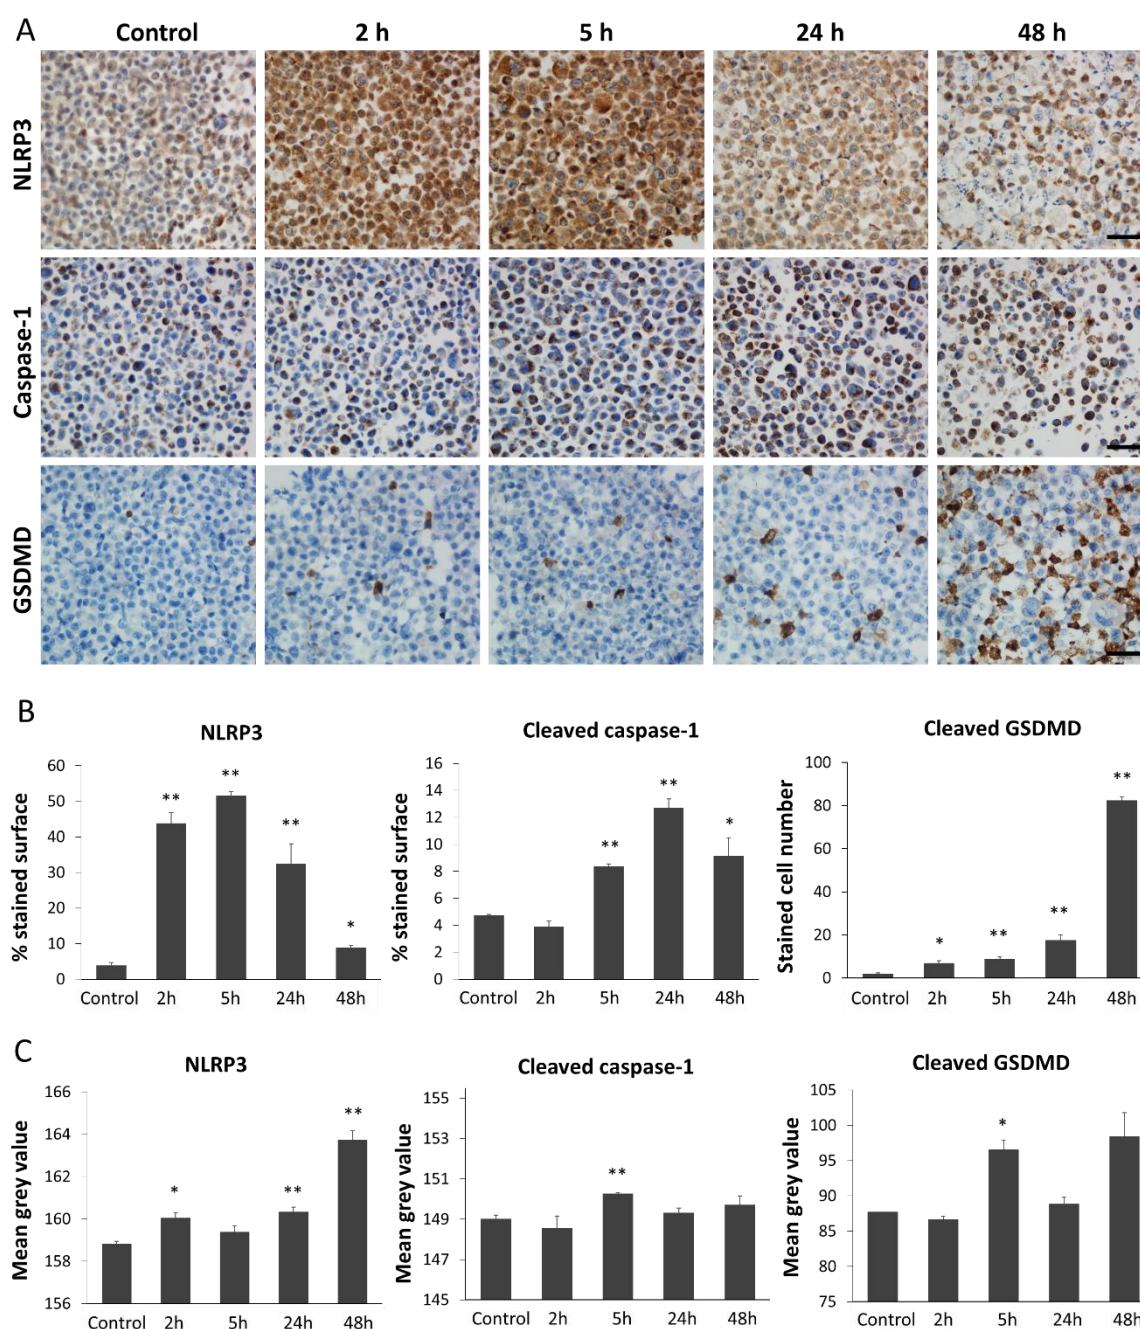 A
Control 2 h 5 h 24 h 48 h
NLRP3
Caspase-1
GSDMD
B
NLRP3
% stained surface
60
50
40
30
20
10
0
** ** ** *
Control 2h 5h 24h 48h
Cleaved caspase-1
% stained surface
16
14
12
10
8
6
4
2
0
** ** *
Control 2h 5h 24h 48h
Cleaved GSDMD
Stained cell number
100
80
60
40
20
0
* ** ** **
Control 2h 5h 24h 48h
C
NLRP3
Mean grey value
166
164
162
160
158
156
* ** **
Control 2h 5h 24h 48h
Cleaved caspase-1
Mean grey value
155
153
151
149
147
145
**
Control 2h 5h 24h 48h
Cleaved GSDMD
Mean grey value
105
100
95
90
85
80
75
*
Control 2h 5h 24h 48h